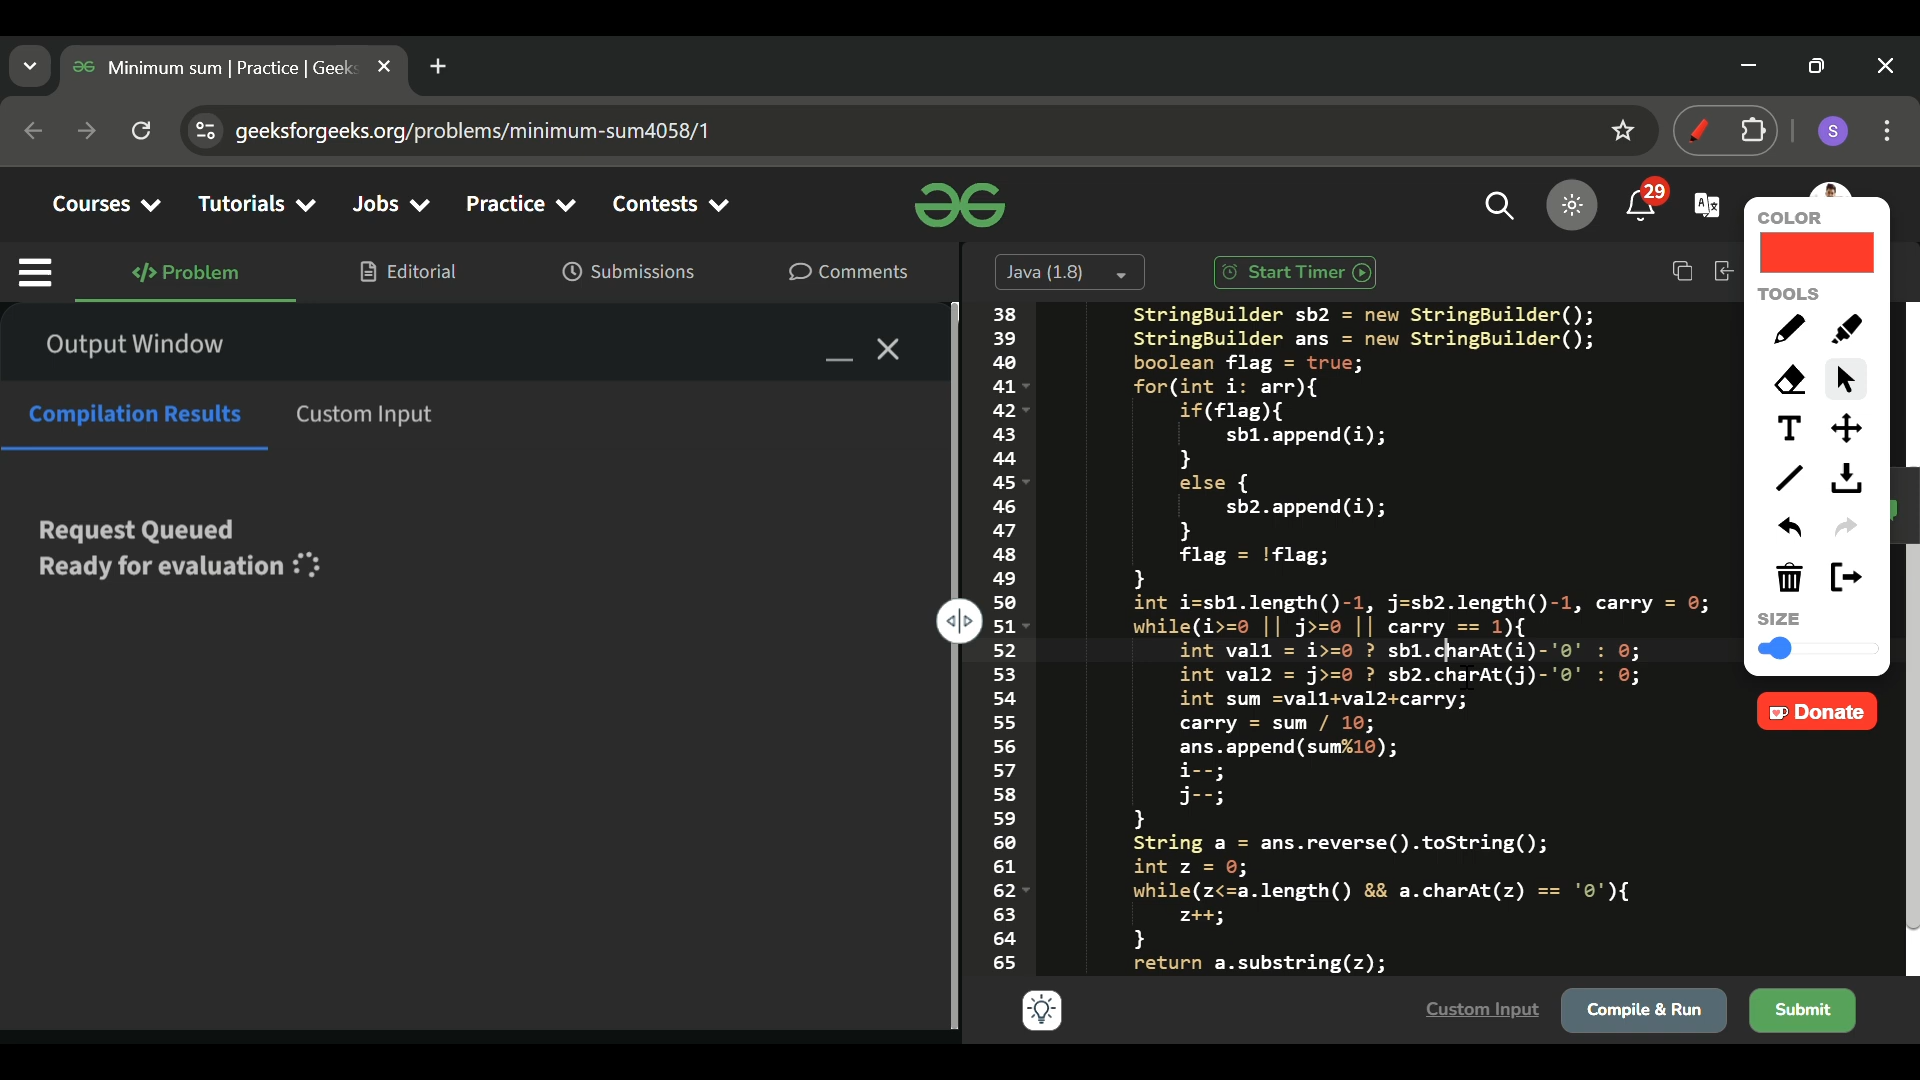 Minimum sum | Practice | Geeks
geeksforgeeks.org/problems/minimum-sum4058/1
S
Courses
Tutorials
Jobs
Practice
Contests
29
Problem
Editorial
Submissions
Comments
Java (1.8)
Start Timer
Output Window
Compilation Results
Custom Input
Request Queued
Ready for evaluation
38 StringBuilder sb2 = new StringBuilder();
39 StringBuilder ans = new StringBuilder();
40 boolean flag = true;
41 for(int i: arr){
42 if(flag){
43 sb1.append(i);
44 }
45 else {
46 sb2.append(i);
47 }
48 flag = !flag;
49 }
50 int i=sb1.length()-1, j=sb2.length()-1, carry = 0;
51 while(i>=0 || j>=0 || carry == 1){
52 int val1 = i>=0 ? sb1.charAt(i)-'0' : 0;
53 int val2 = j>=0 ? sb2.charAt(j)-'0' : 0;
54 int sum =val1+val2+carry;
55 carry = sum / 10;
56 ans.append(sum%10);
57 i--;
58 j--;
59 }
60 String a = ans.reverse().toString();
61 int z = 0;
62 while(z<=a.length() && a.charAt(z) == '0'){
63 z++;
64 }
65 return a.substring(z);
Custom Input
Compile & Run
Submit
COLOR
TOOLS
T
SIZE
Donate